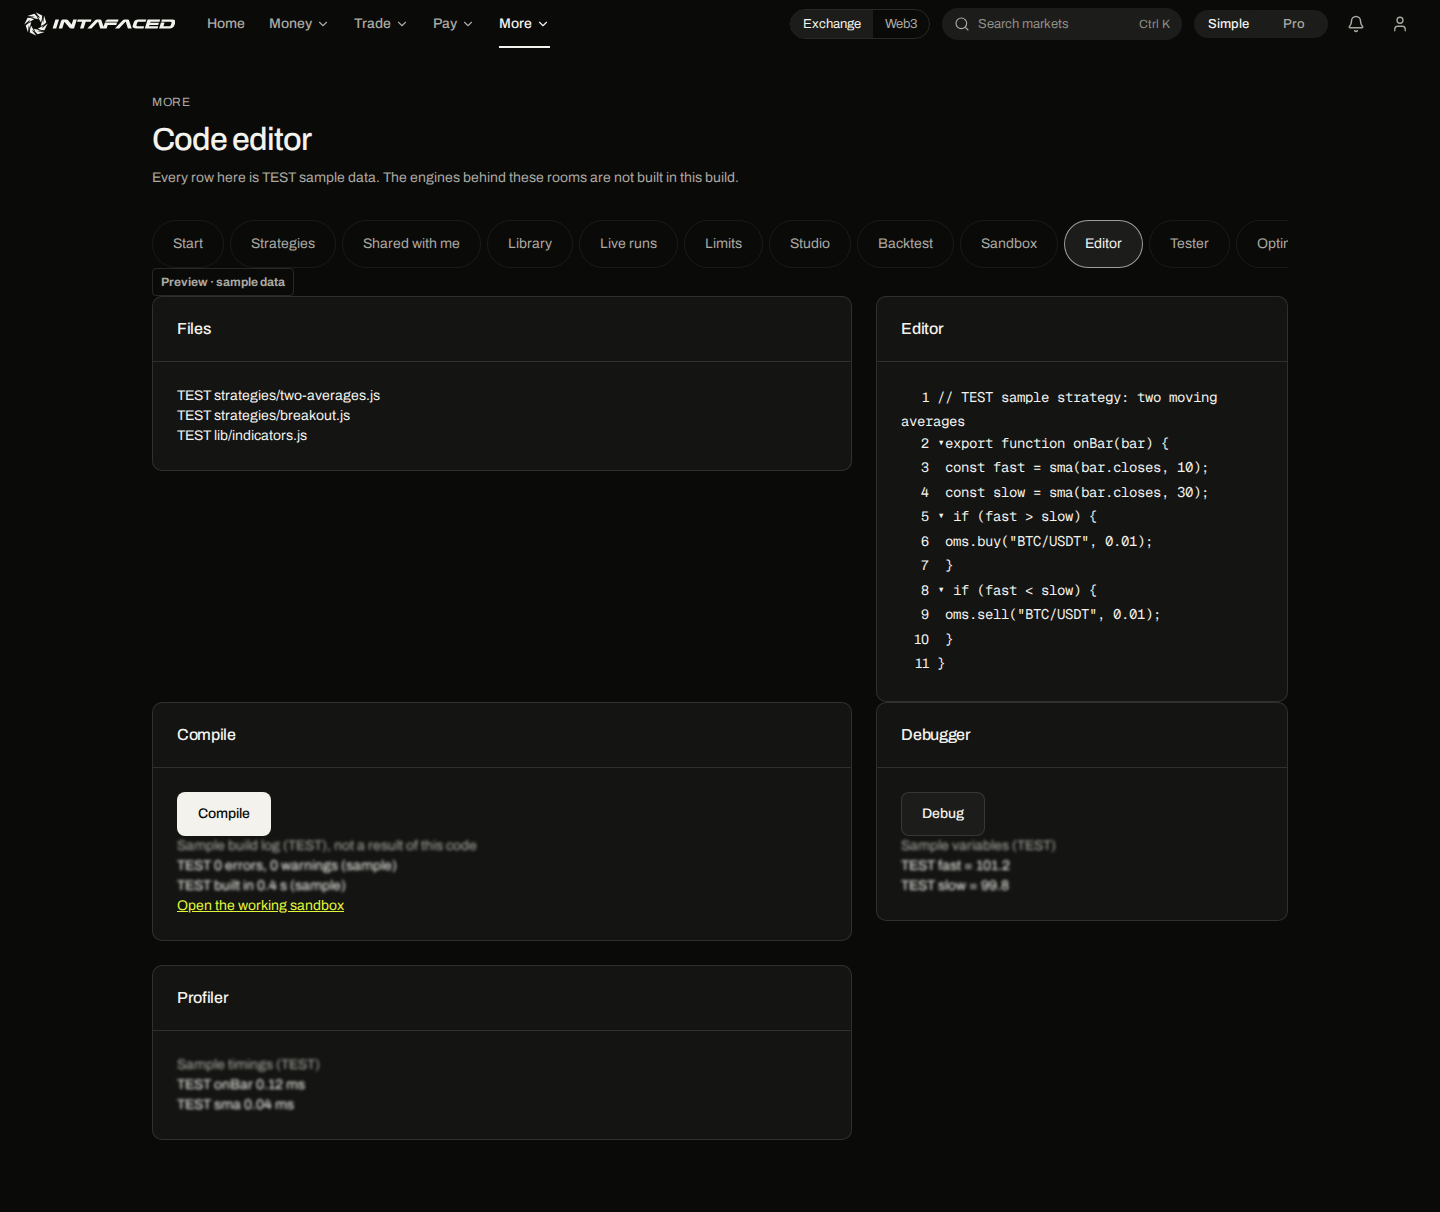 INTAFACED
Home
Money
Trade
Pay
More
Exchange
Web3
Search markets
Ctrl K
Simple
Pro
MORE
Code editor
Every row here is TEST sample data. The engines behind these rooms are not built in this build.
Start
Strategies
Shared with me
Library
Live runs
Limits
Studio
Backtest
Sandbox
Editor
Tester
Optir
Preview · sample data
Files
TEST strategies/two-averages.js
TEST strategies/breakout.js
TEST lib/indicators.js
Editor
1 // TEST sample strategy: two moving
averages
2 ▾export function onBar(bar) {
3 const fast = sma(bar.closes, 10);
4 const slow = sma(bar.closes, 30);
5 ▾ if (fast > slow) {
6 oms.buy("BTC/USDT", 0.01);
7 }
8 ▾ if (fast < slow) {
9 oms.sell("BTC/USDT", 0.01);
10 }
11 }
Compile
Compile
Sample build log (TEST), not a result of this code
TEST 0 errors, 0 warnings (sample)
TEST built in 0.4 s (sample)
Open the working sandbox
Debugger
Debug
Sample variables (TEST)
TEST fast = 101.2
TEST slow = 99.8
Profiler
Sample timings (TEST)
TEST onBar 0.12 ms
TEST sma 0.04 ms